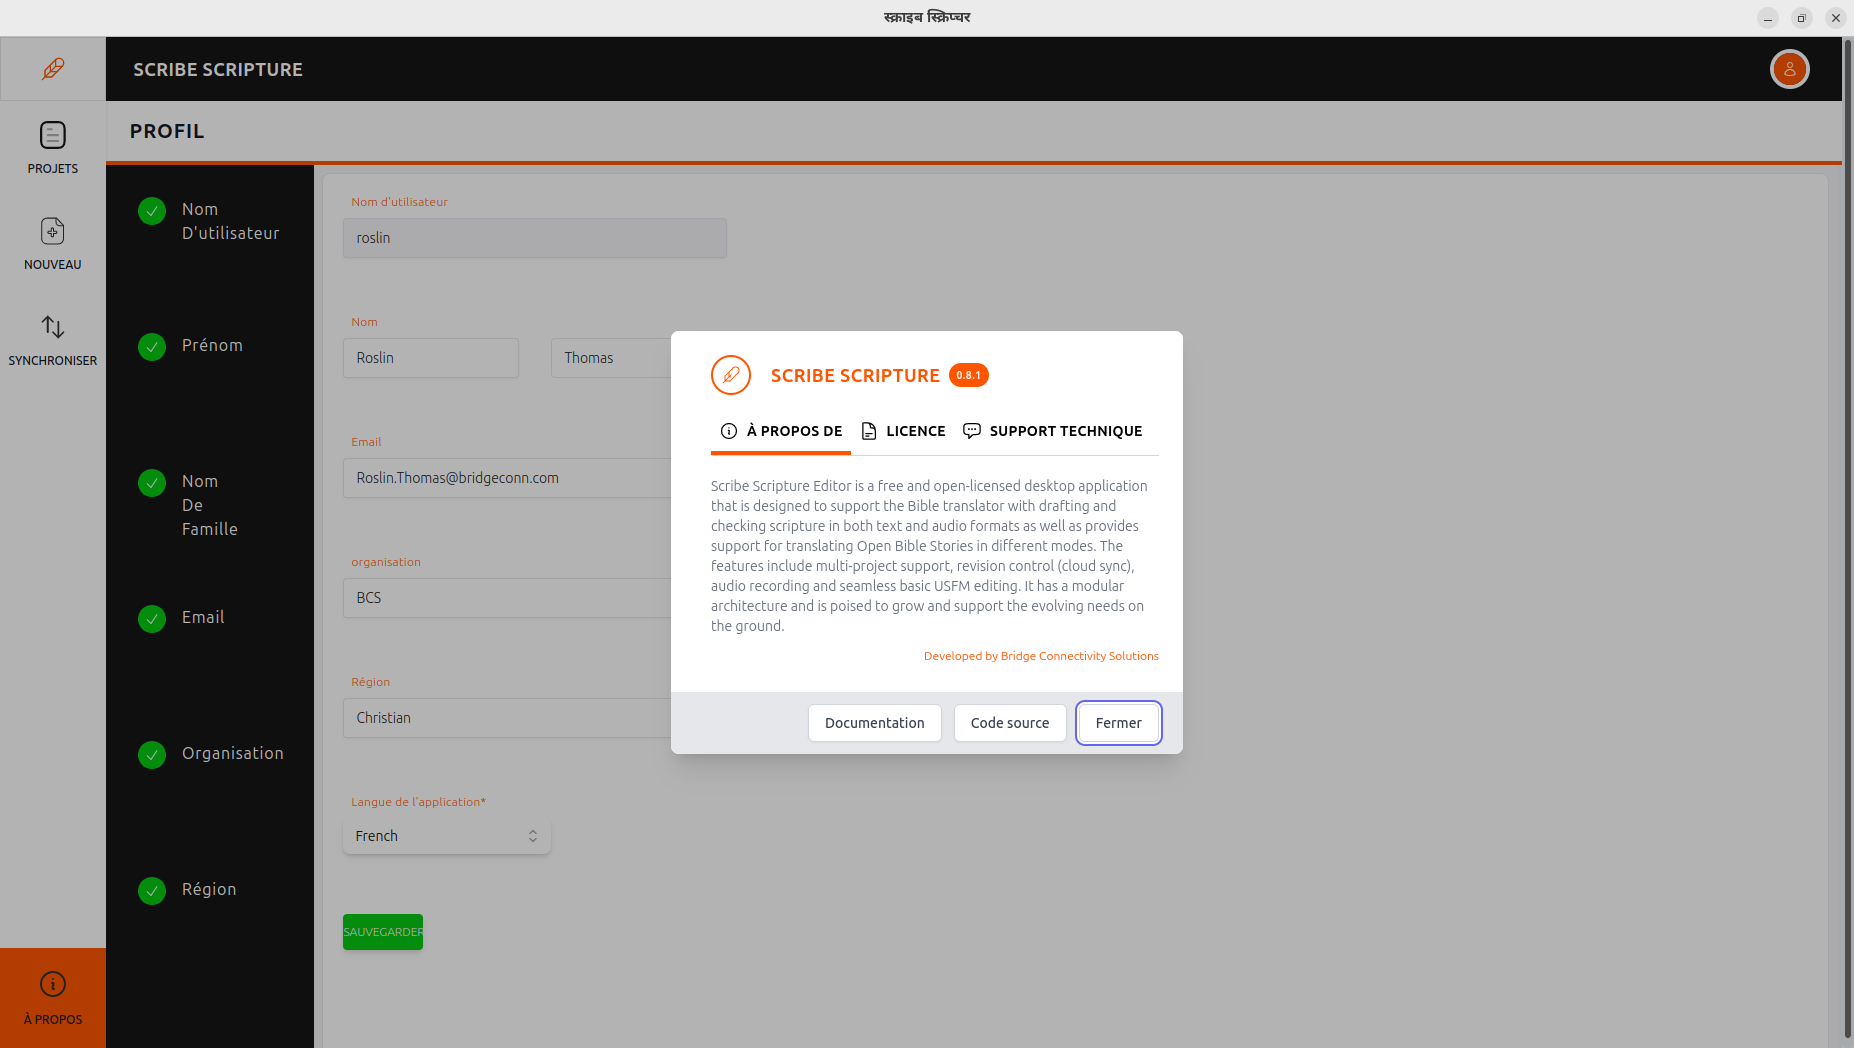 स्क्राइब स्क्रिप्चर
SCRIBE SCRIPTURE
PROFIL
PROJETS
NOUVEAU
SYNCHRONISER
À PROPOS
Nom
D'utilisateur
Prénom
Nom
De
Famille
Email
Organisation
Région
Nom d'utilisateur
roslin
Nom
Roslin
Thomas
Email
Roslin.Thomas@bridgeconn.com
organisation
BCS
Région
Christian
Langue de l'application*
French
SAUVEGARDER
SCRIBE SCRIPTURE 0.8.1
À PROPOS DE LICENCE SUPPORT TECHNIQUE
Scribe Scripture Editor is a free and open-licensed desktop application
that is designed to support the Bible translator with drafting and
checking scripture in both text and audio formats as well as provides
support for translating Open Bible Stories in different modes. The
features include multi-project support, revision control (cloud sync),
audio recording and seamless basic USFM editing. It has a modular
architecture and is poised to grow and support the evolving needs on
the ground.
Developed by Bridge Connectivity Solutions
Documentation Code source Fermer